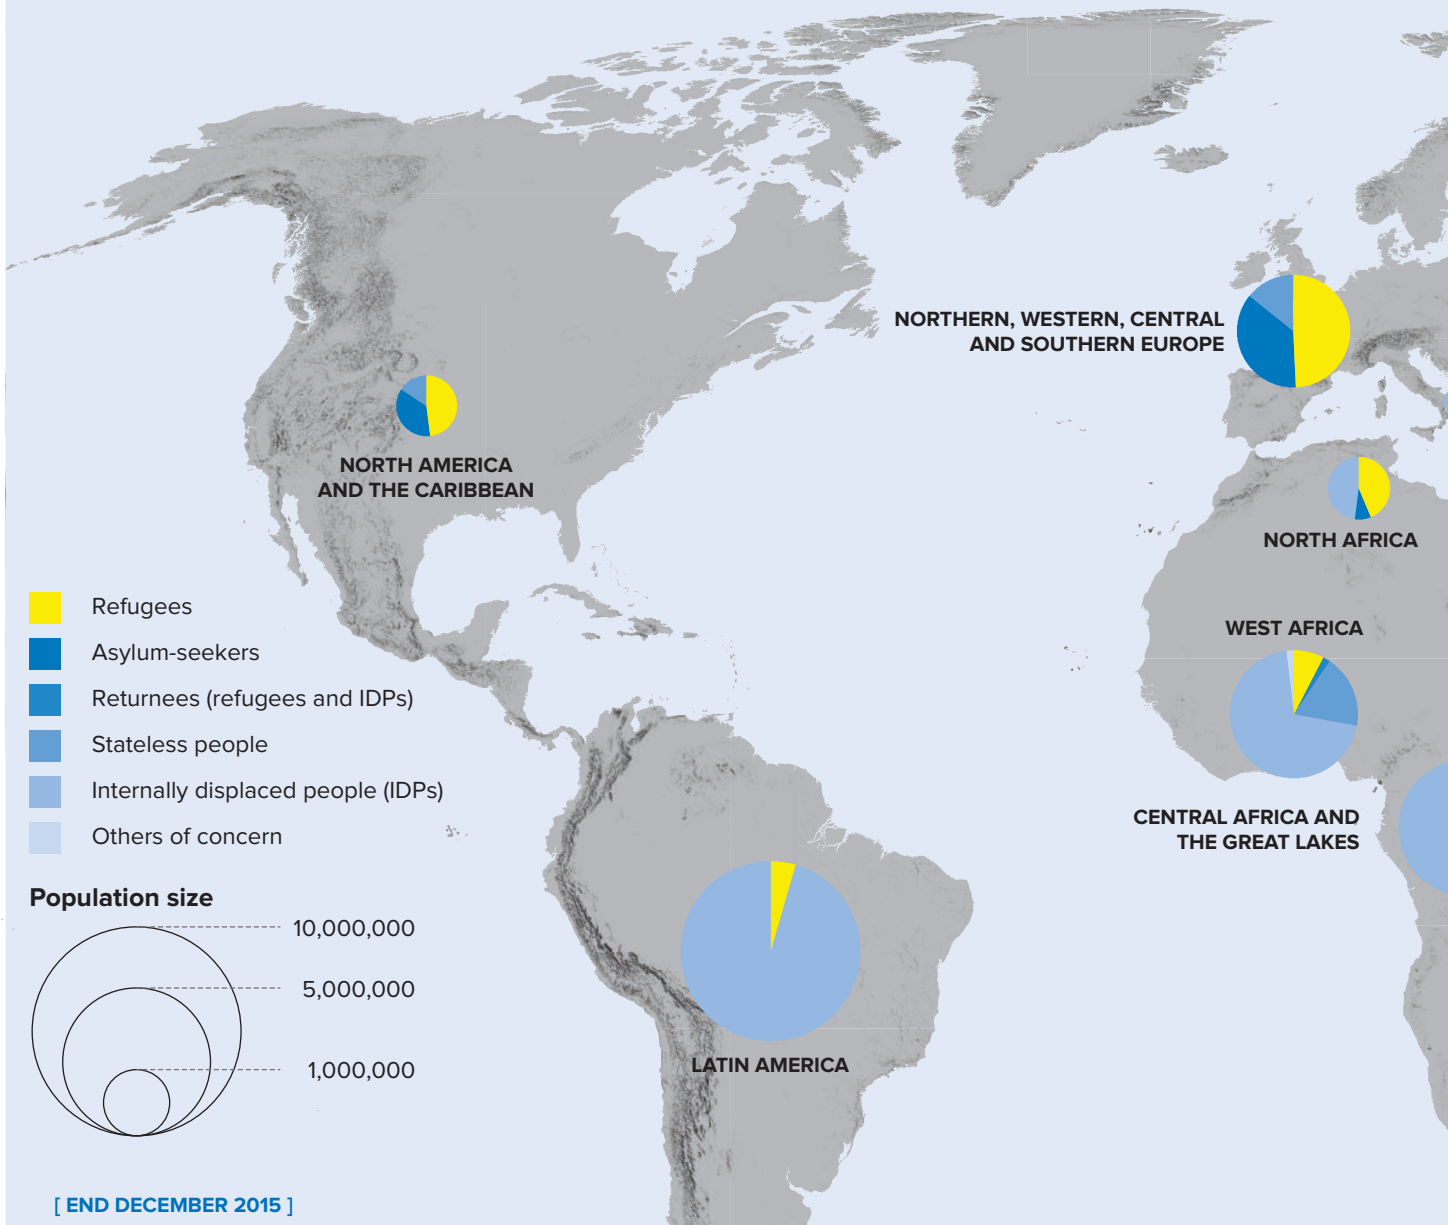 NORTHERN, WESTERN, CENTRAL
AND SOUTHERN EUROPE
NORTH AMERICA
AND THE CARIBBEAN
NORTH AFRICA
WEST AFRICA
CENTRAL AFRICA AND
THE GREAT LAKES
LATIN AMERICA
Refugees
Asylum-seekers
Returnees (refugees and IDPs)
Stateless people
Internally displaced people (IDPs)
Others of concern
Population size
10,000,000
5,000,000
1,000,000
[ END DECEMBER 2015 ]